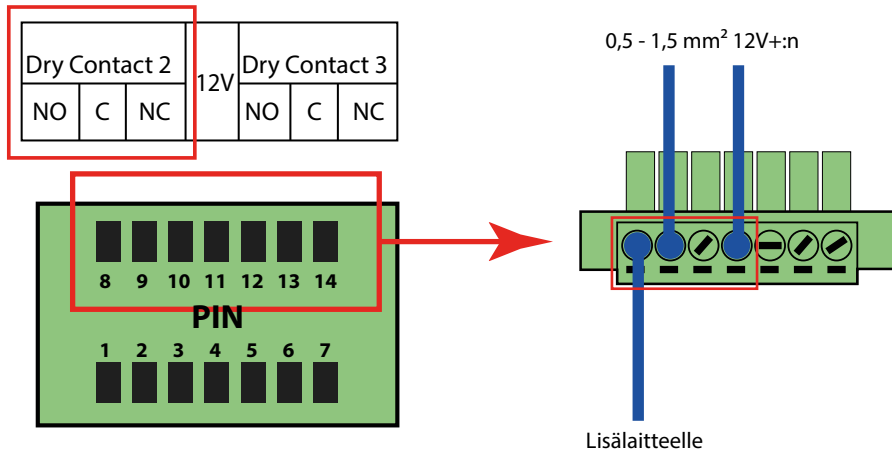 Dry Contact 2 12V Dry Contact 3
NO C NC NO C NC
8 9 10 11 12 13 14
PIN
1 2 3 4 5 6 7
0,5 - 1,5 mm² 12V+:n
Lisälaitteelle